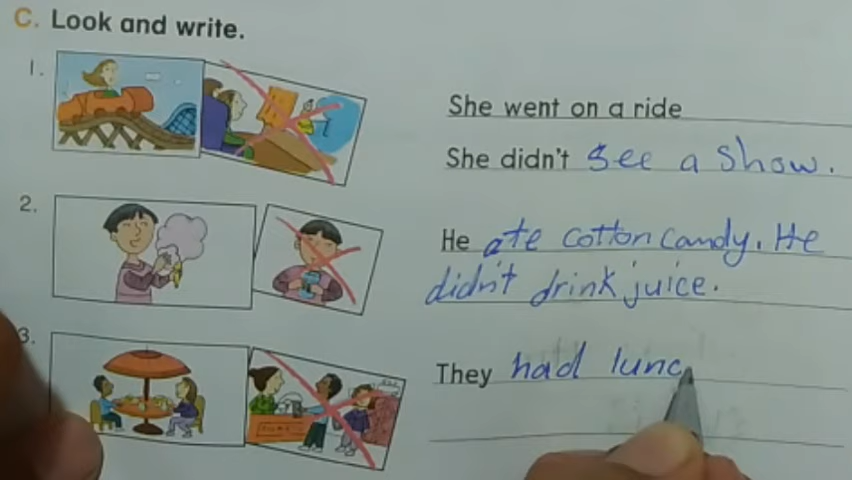 C. Look and write.
1.
She went on a ride
She didn't see a show.
2.
He ate cotton candy. He
didn't drink juice.
3.
They had lunc